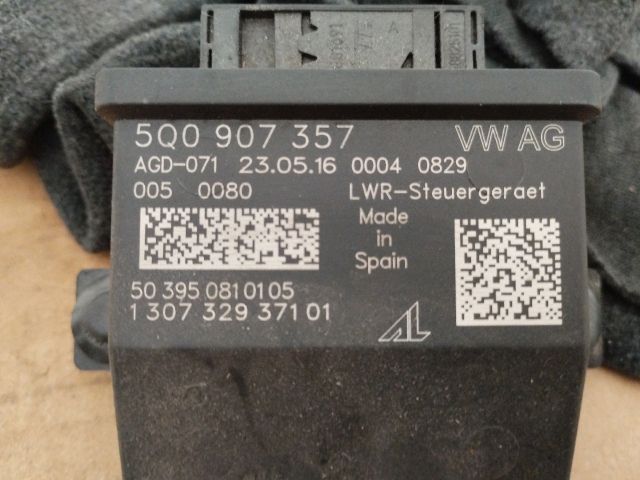 5Q0 907 357 VW AG
AGD-071 23.05.16 0004 0829
005 0080 LWR-Steuergeraet
Made
in
Spain
50 395 081 01 05
1 307 329 371 01
AL